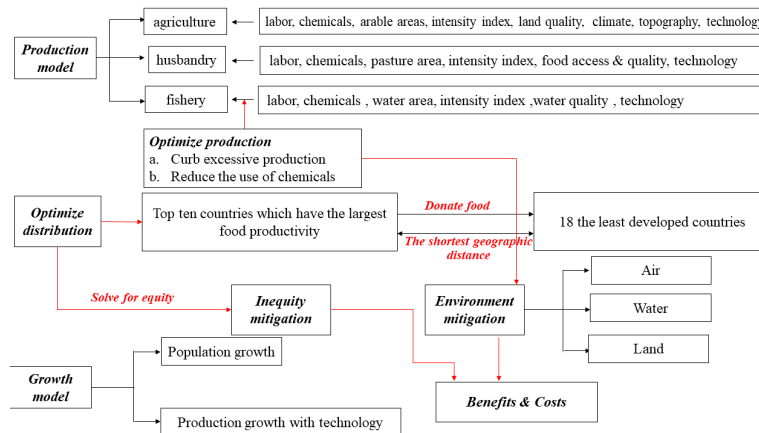 agriculture
labor, chemicals, arable areas, intensity index, land quality, climate, topography, technology
Production
model
husbandry
labor, chemicals, pasture area, intensity index, food access & quality, technology
fishery
labor, chemicals , water area, intensity index ,water quality , technology
Optimize production
a. Curb excessive production
b. Reduce the use of chemicals
Optimize
distribution
Top ten countries which have the largest
food productivity
Donate food
The shortest geographic
distance
18 the least developed countries
Solve for equity
Inequity
mitigation
Environment
mitigation
Air
Water
Land
Growth
model
Population growth
Production growth with technology
Benefits & Costs